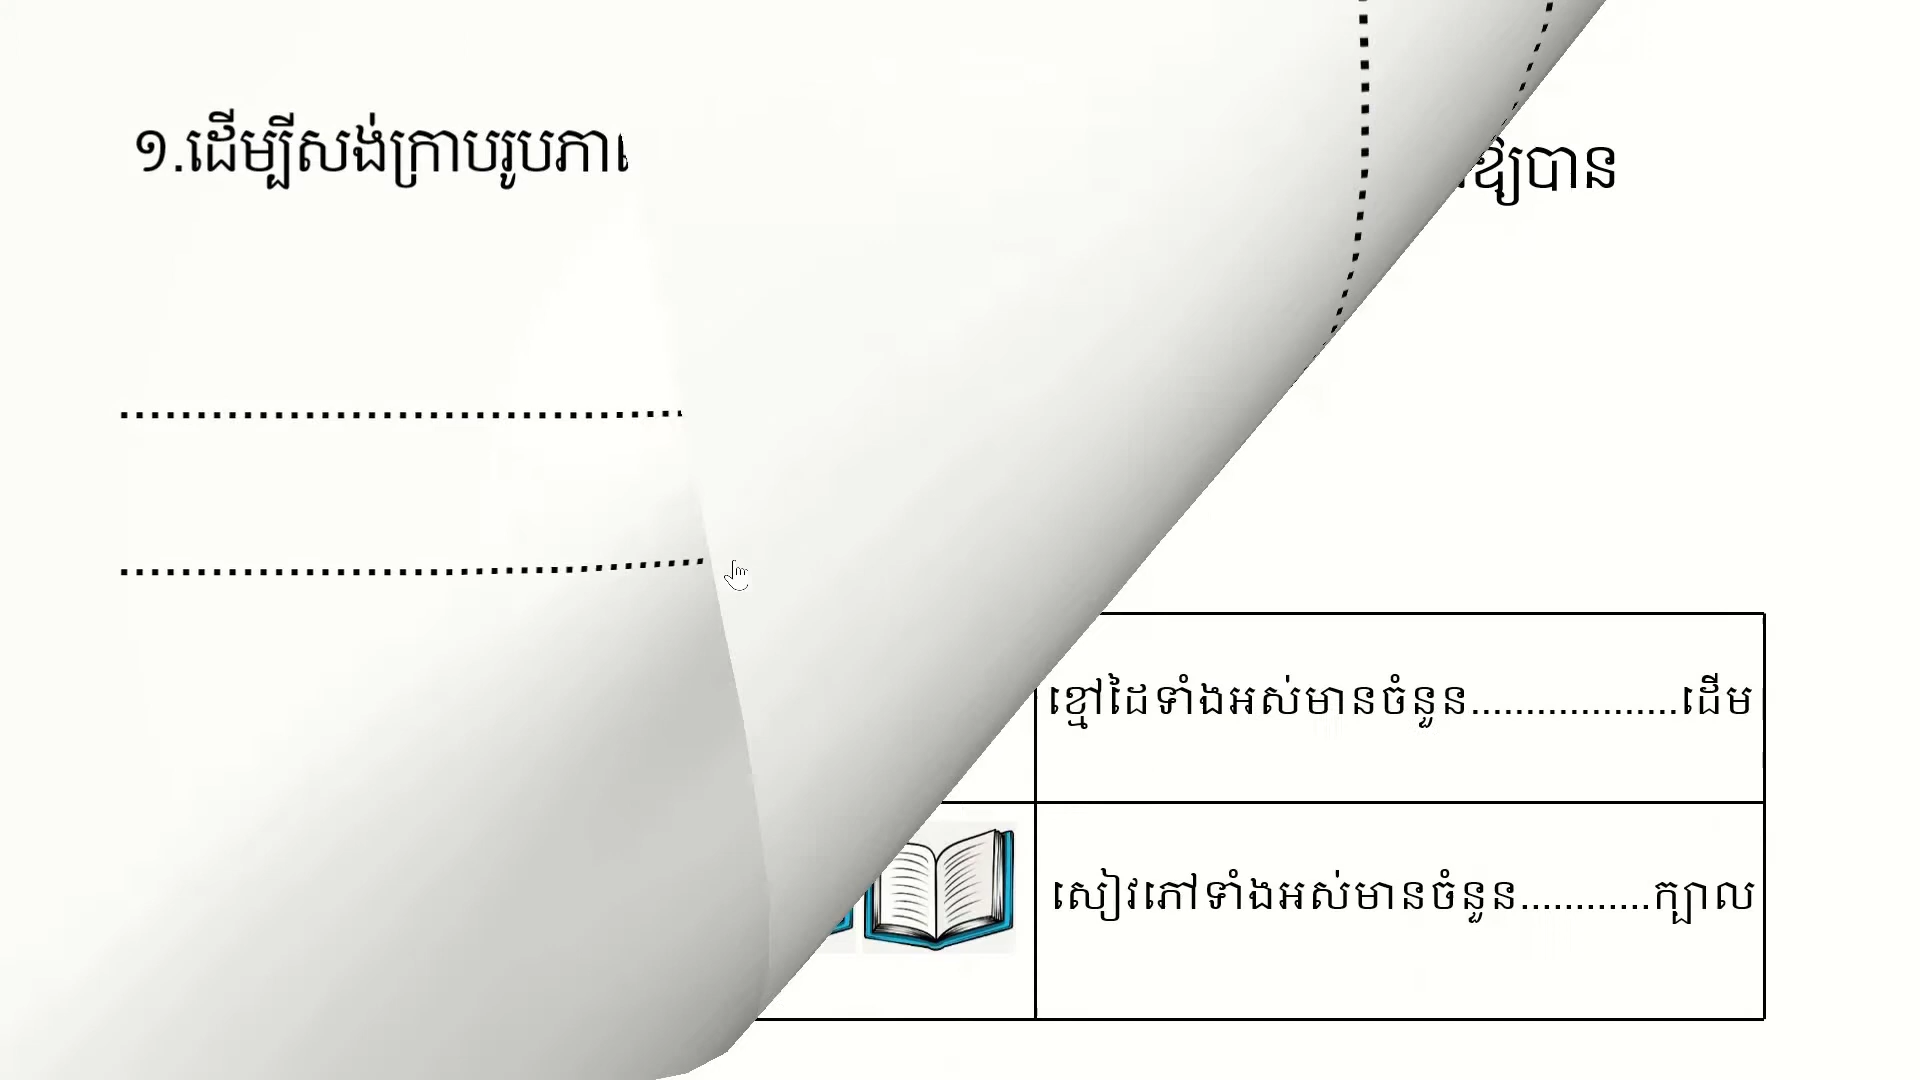 ១.ដើម្បីសង់ក្រាបរូបភា
ឱ្យបាន
................................................
................................................
ខ្មៅដៃទាំងអស់មានចំនួន...................ដើម
សៀវភៅទាំងអស់មានចំនួន............ក្បាល